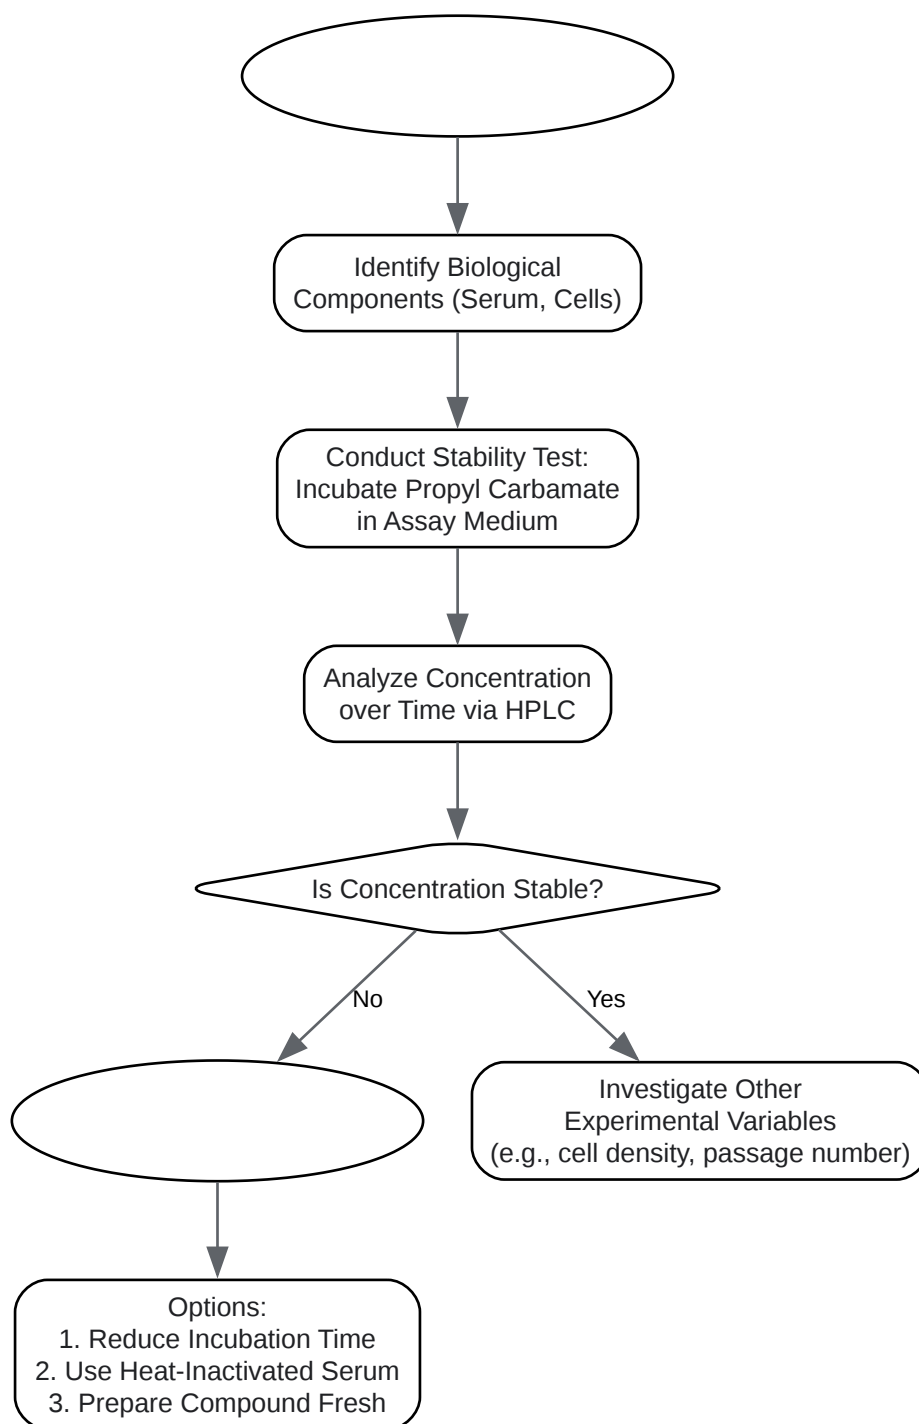 Identify Biological
Components (Serum, Cells)
Conduct Stability Test:
Incubate Propyl Carbamate
in Assay Medium
Analyze Concentration
over Time via HPLC
Is Concentration Stable?
No
Yes
Investigate Other
Experimental Variables
(e.g., cell density, passage number)
Options:
1. Reduce Incubation Time
2. Use Heat-Inactivated Serum
3. Prepare Compound Fresh